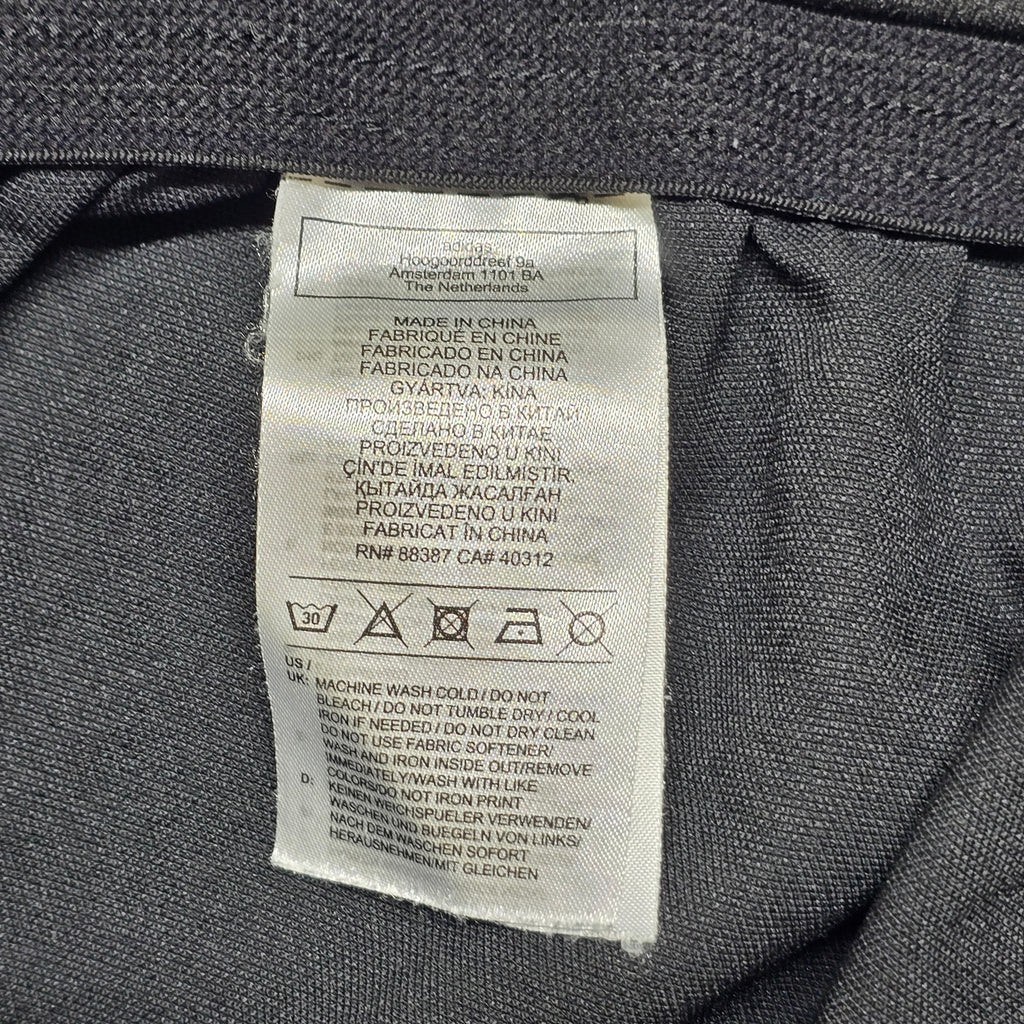 adidas
Hoogoorddreef 9a
Amsterdam 1101 BA
The Netherlands
MADE IN CHINA
FABRIQUÉ EN CHINE
FABRICADO EN CHINA
FABRICADO NA CHINA
GYÁRTVA: KÍNA
ПРОИЗВЕДЕНО В КИТАЙ
СДЕЛАНО В КИТАЕ
PROIZVEDENO U KINI
ÇİN'DE İMAL EDİLMİŞTİR.
ҚЫТАЙДА ЖАСАЛҒАН
PROIZVEDENO U KINI
FABRICAT ÎN CHINA
RN# 88387 CA# 40312
30
US /
UK: MACHINE WASH COLD / DO NOT
BLEACH / DO NOT TUMBLE DRY / COOL
IRON IF NEEDED / DO NOT DRY CLEAN
DO NOT USE FABRIC SOFTENER/
WASH AND IRON INSIDE OUT/REMOVE
IMMEDIATELY/WASH WITH LIKE
COLORS/DO NOT IRON PRINT
D: KEINEN WEICHSPUELER VERWENDEN/
WASCHEN UND BUEGELN VON LINKS/
NACH DEM WASCHEN SOFORT
HERAUSNEHMEN/MIT GLEICHEN